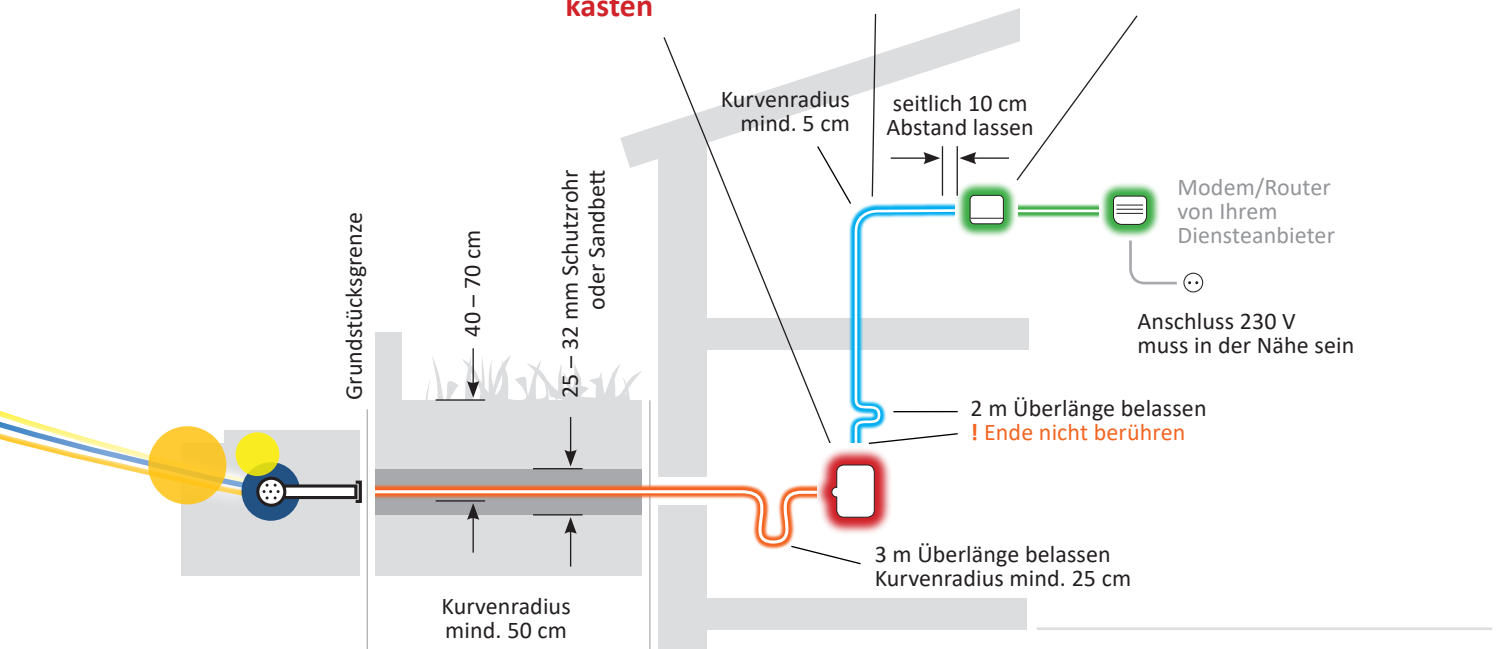 kasten
Kurvenradius
mind. 5 cm
seitlich 10 cm
Abstand lassen
Modem/Router
von Ihrem
Diensteanbieter
Anschluss 230 V
muss in der Nähe sein
Grundstücksgrenze
40 – 70 cm
25 – 32 mm Schutzrohr
oder Sandbett
2 m Überlänge belassen
! Ende nicht berühren
3 m Überlänge belassen
Kurvenradius mind. 25 cm
Kurvenradius
mind. 50 cm